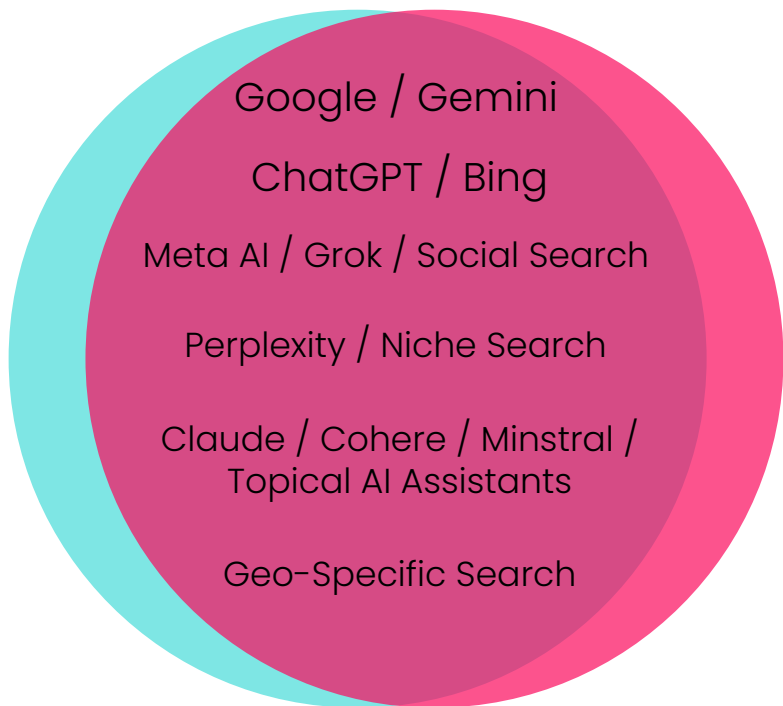 Google / Gemini
ChatGPT / Bing
Meta AI / Grok / Social Search
Perplexity / Niche Search
Claude / Cohere / Minstral /
Topical AI Assistants
Geo-Specific Search